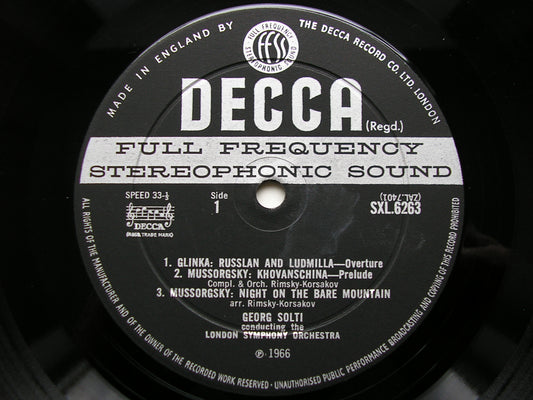 MADE IN ENGLAND BY
THE DECCA RECORD CO., LTD., LONDON
FULL FREQUENCY
ffss
STEREOPHONIC SOUND
DECCA
(Regd.)
FULL FREQUENCY
STEREOPHONIC SOUND
SPEED 33⅓
Side
1
(ZAL.7401)
SXL.6263
DECCA
(REGD. TRADE MARK)
1. GLINKA: RUSSLAN AND LUDMILLA—Overture
2. MUSSORGSKY: KHOVANSCHINA—Prelude
Compl. & Orch. Rimsky-Korsakov
3. MUSSORGSKY: NIGHT ON THE BARE MOUNTAIN
arr. Rimsky-Korsakov
GEORG SOLTI
conducting the
LONDON SYMPHONY ORCHESTRA
℗ 1966
ALL RIGHTS OF THE MANUFACTURER AND OF THE OWNER OF THE RECORDED WORK RESERVED · UNAUTHORISED PUBLIC PERFORMANCE BROADCASTING AND COPYING OF THIS RECORD PROHIBITED